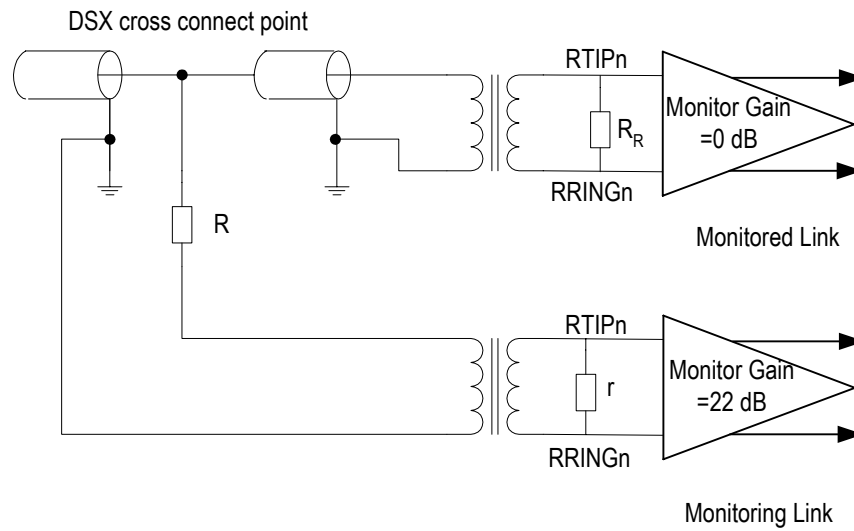 DSX cross connect point
RTIPn
Monitor Gain
=0 dB
R_R
RRINGn
R
Monitored Link
RTIPn
Monitor Gain
=22 dB
r
RRINGn
Monitoring Link